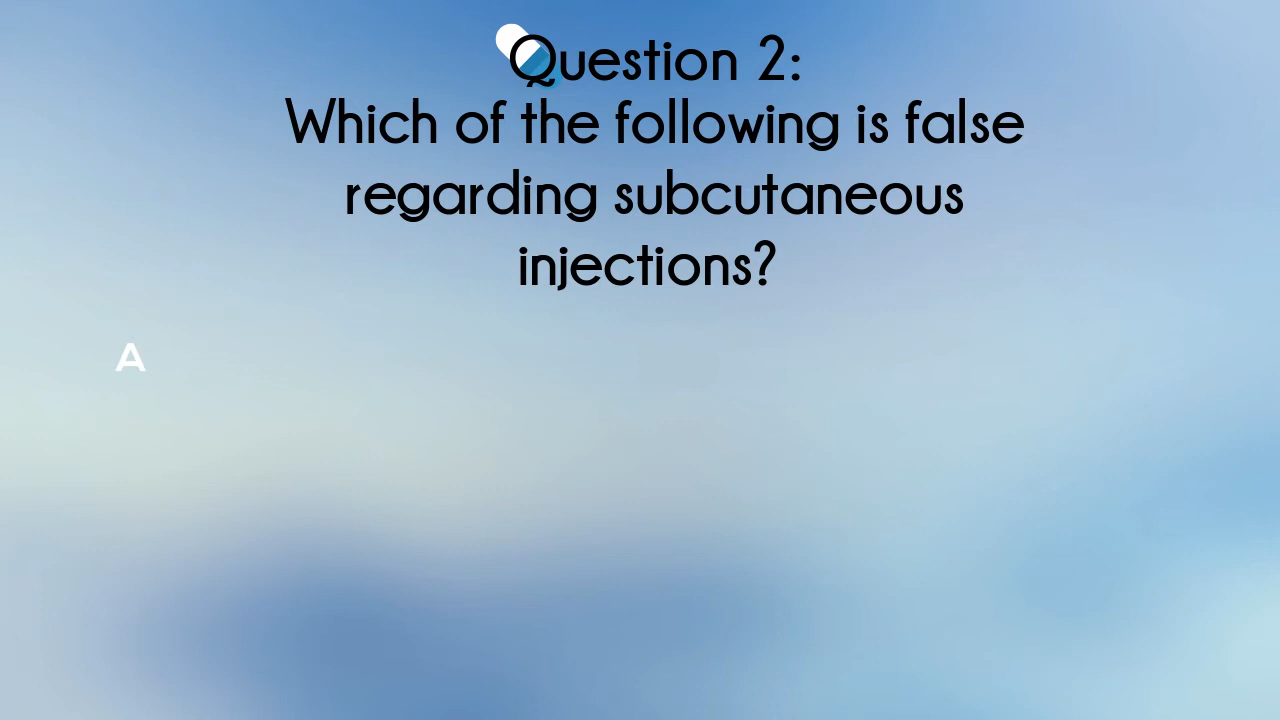 Question 2:
Which of the following is false
regarding subcutaneous
injections?
A